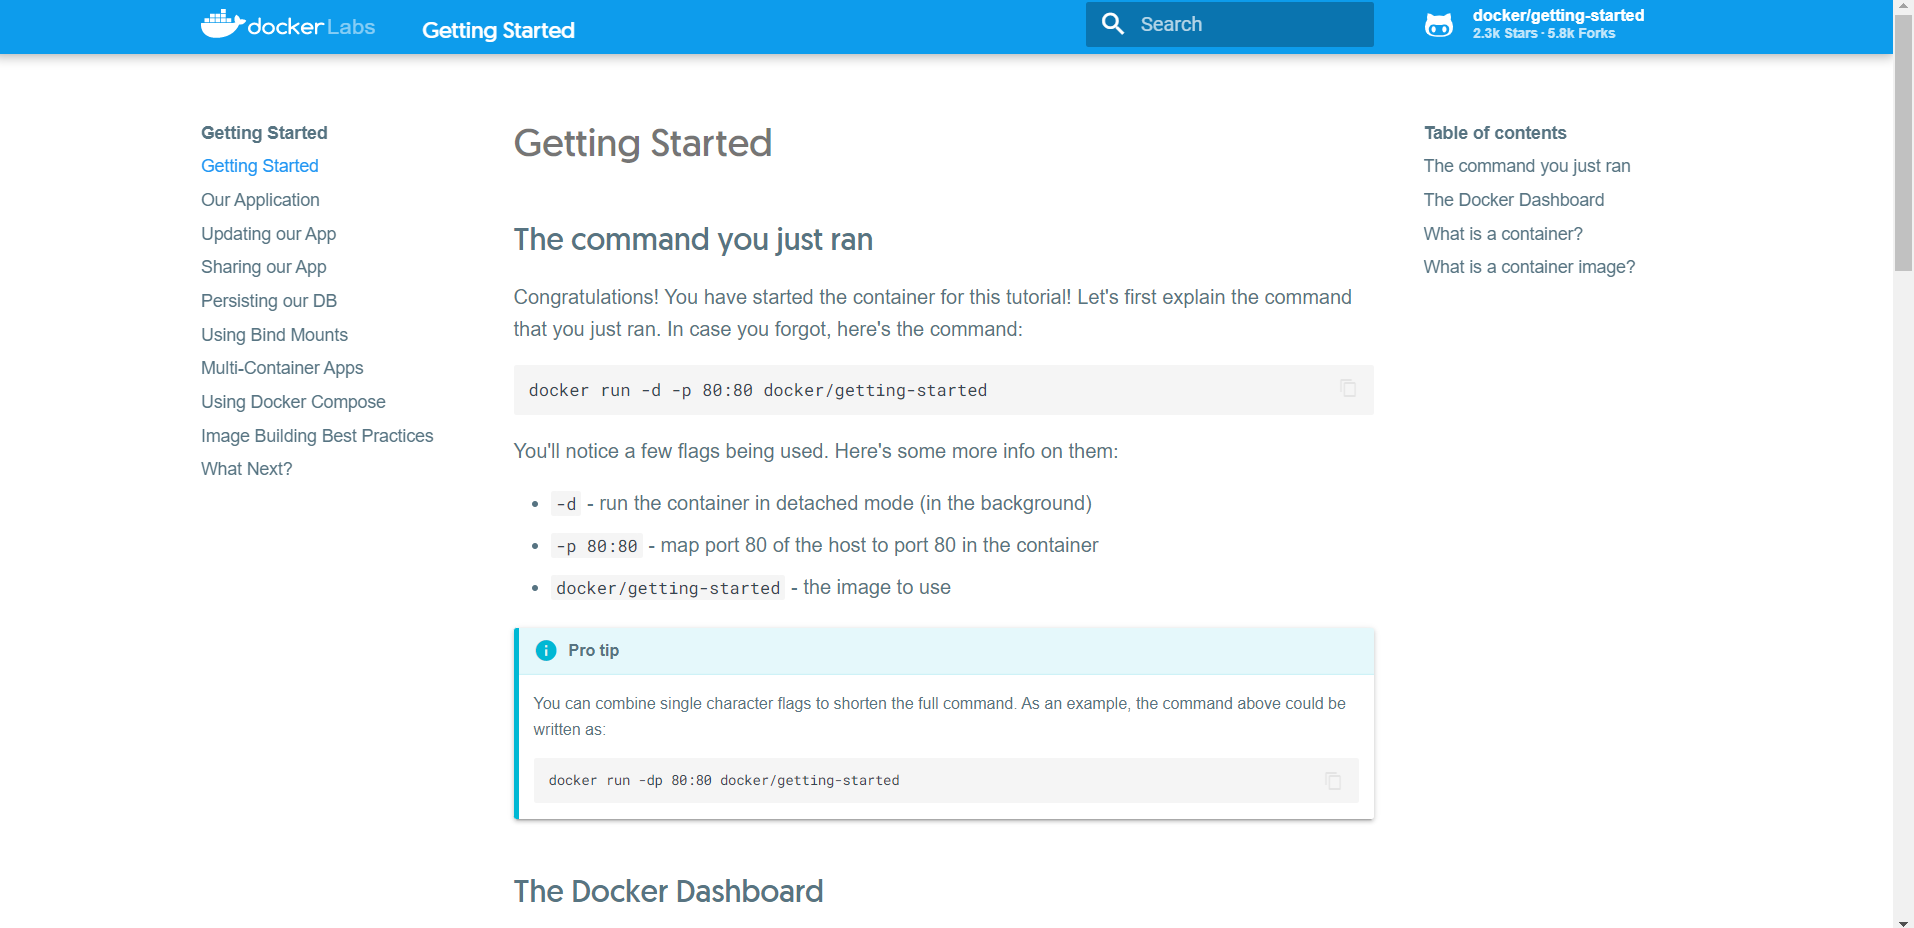 docker Labs
Getting Started
Search
docker/getting-started
2.3k Stars · 5.8k Forks
Getting Started
Getting Started
Our Application
Updating our App
Sharing our App
Persisting our DB
Using Bind Mounts
Multi-Container Apps
Using Docker Compose
Image Building Best Practices
What Next?
Getting Started
The command you just ran
Congratulations! You have started the container for this tutorial! Let's first explain the command
that you just ran. In case you forgot, here's the command:
docker run -d -p 80:80 docker/getting-started
You'll notice a few flags being used. Here's some more info on them:
• -d - run the container in detached mode (in the background)
• -p 80:80 - map port 80 of the host to port 80 in the container
• docker/getting-started - the image to use
Pro tip
You can combine single character flags to shorten the full command. As an example, the command above could be
written as:
docker run -dp 80:80 docker/getting-started
The Docker Dashboard
Table of contents
The command you just ran
The Docker Dashboard
What is a container?
What is a container image?